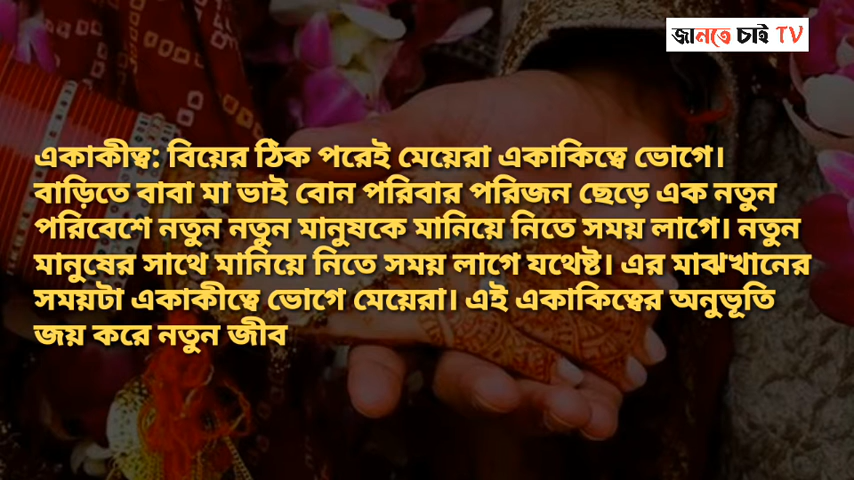 জানতে চাই TV
একাকীত্ব: বিয়ের ঠিক পরেই মেয়েরা একাকিত্বে ভোগে।
বাড়িতে বাবা মা ভাই বোন পরিবার পরিজন ছেড়ে এক নতুন
পরিবেশে নতুন নতুন মানুষকে মানিয়ে নিতে সময় লাগে। নতুন
মানুষের সাথে মানিয়ে নিতে সময় লাগে যথেষ্ট। এর মাঝখানের
সময়টা একাকীত্বে ভোগে মেয়েরা। এই একাকিত্বের অনুভূতি
জয় করে নতুন জীব